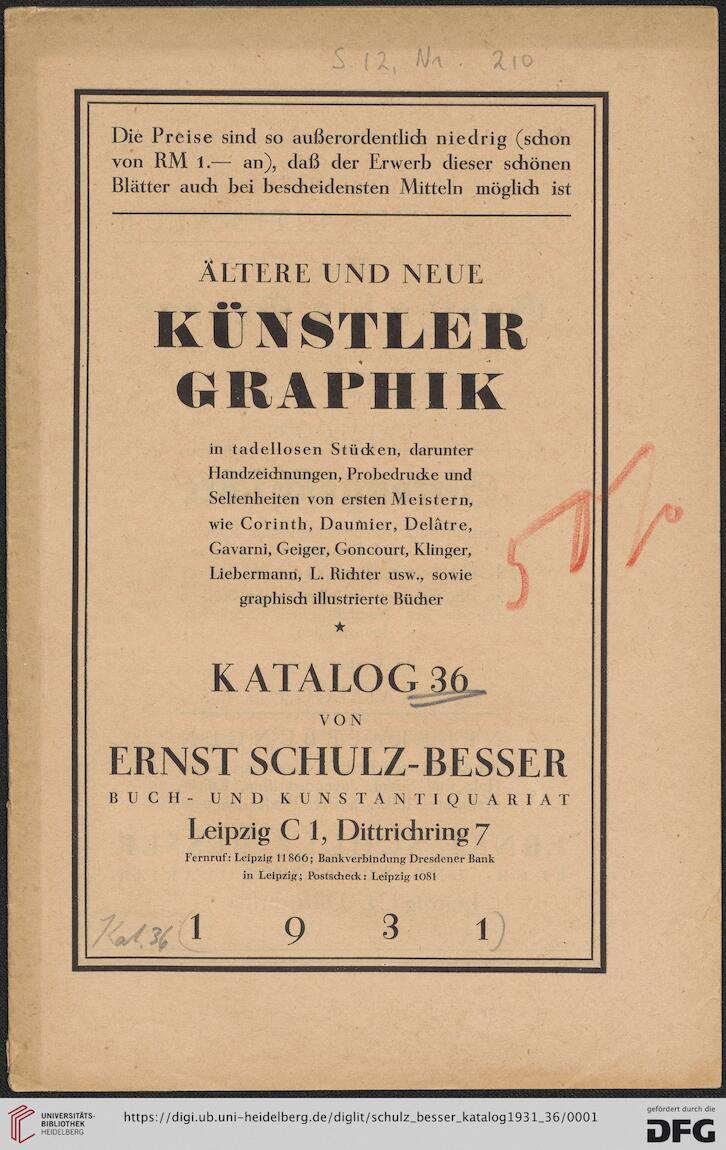 S. 12, Nr. 210
Die Preise sind so außerordentlich niedrig (schon
von RM 1.— an), daß der Erwerb dieser schönen
Blätter auch bei bescheidensten Mitteln möglich ist
ÄLTERE UND NEUE
KÜNSTLER
GRAPHIK
in tadellosen Stücken, darunter
Handzeichnungen, Probedrucke und
Seltenheiten von ersten Meistern,
wie Corinth, Daumier, Delâtre,
Gavarni, Geiger, Goncourt, Klinger,
Liebermann, L. Richter usw., sowie
graphisch illustrierte Bücher
★
KATALOG 36
VON
ERNST SCHULZ-BESSER
BUCH- UND KUNSTANTIQUARIAT
Leipzig C 1, Dittrichring 7
Fernruf: Leipzig 11866; Bankverbindung Dresdener Bank
in Leipzig; Postscheck: Leipzig 1081
Kat. 36 (1931)
UNIVERSITÄTS-
BIBLIOTHEK
HEIDELBERG
https://digi.ub.uni-heidelberg.de/diglit/schulz_besser_katalog1931_36/0001
gefördert durch die
DFG